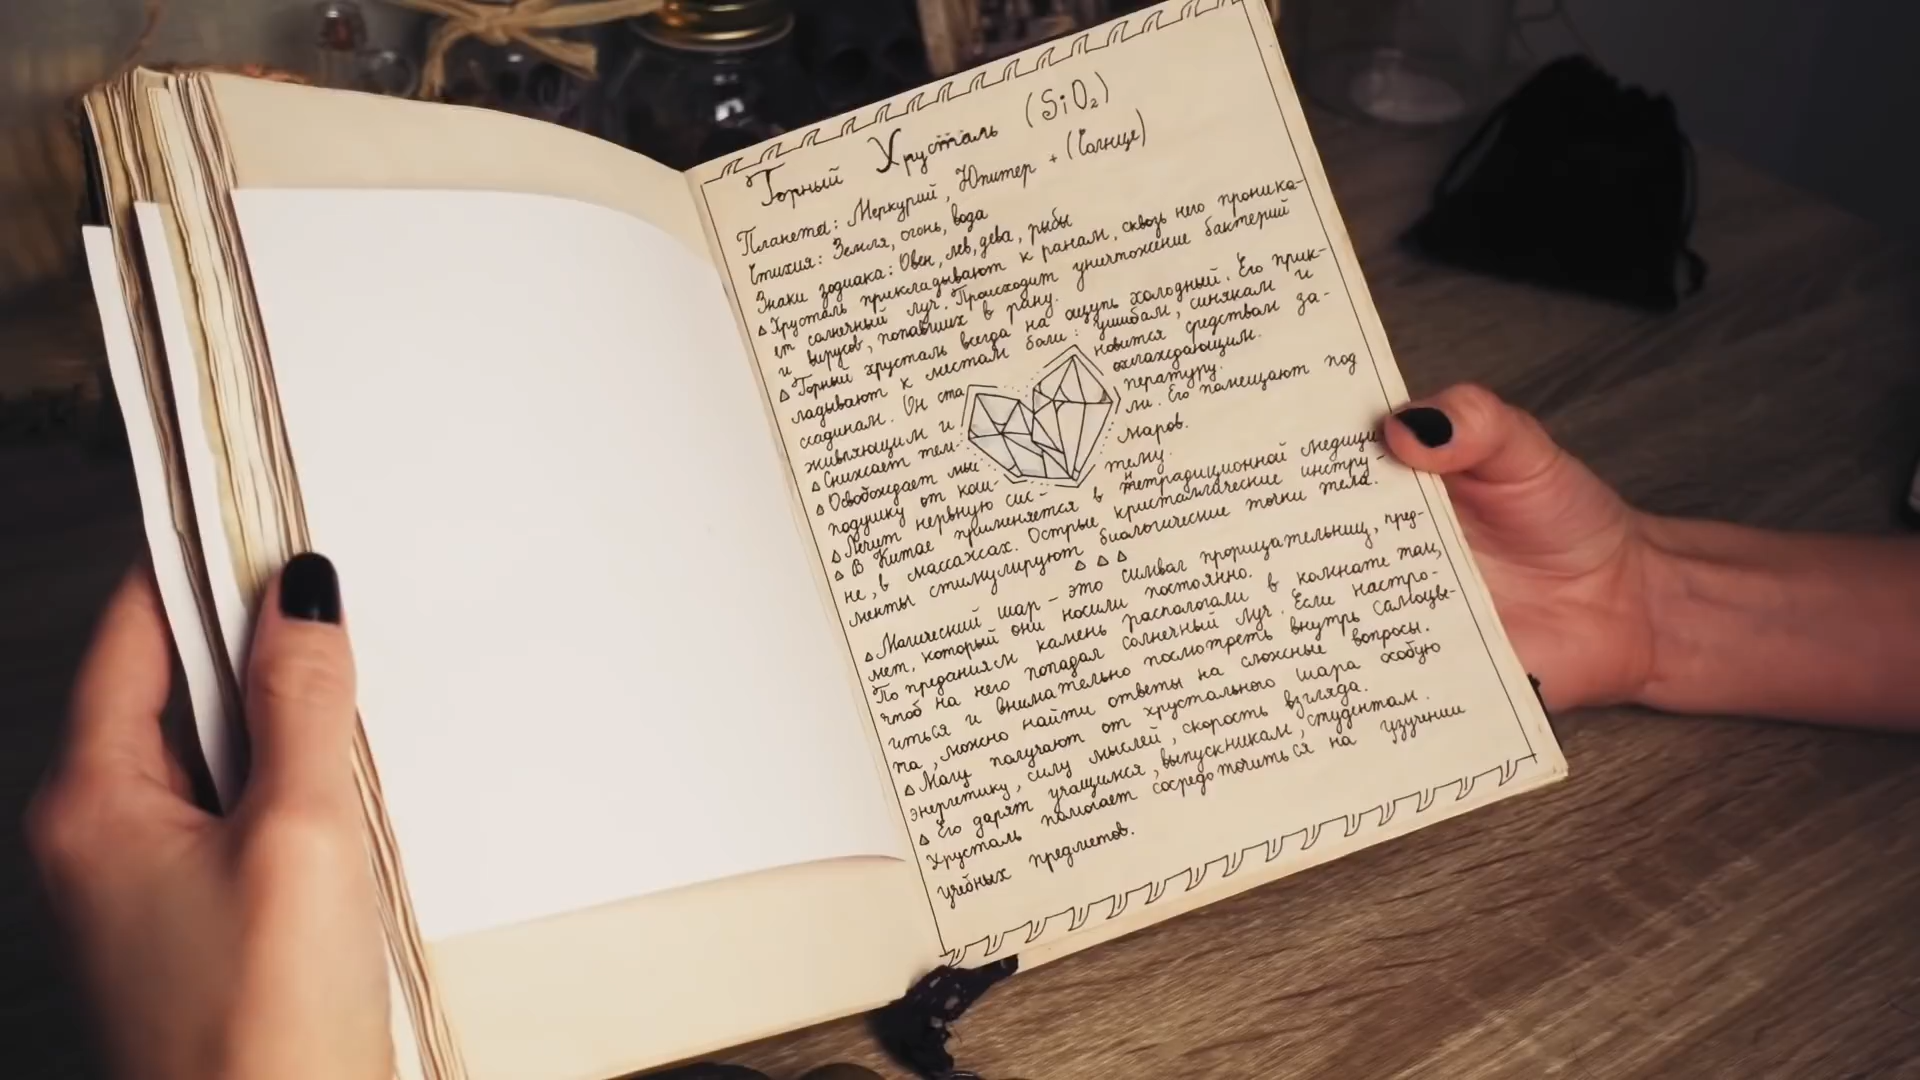 Горный Хрусталь (SiO₂)
Планета: Меркурий, Юпитер + (Солнце)
Стихия: Земля, огонь, вода
Знаки зодиака: Овен, лев, дева, рыбы
▵ Хрусталь прикладывают к ранам, сквозь него проника-
ет солнечный луч. Происходит уничтожение бактерий
и вирусов, попавших в рану.
▵ Горный хрусталь всегда на ощупь холодный. Его прик-
ладывают к местам боли: ушибам, синякам и
ссадинам. Он ста новится средством за-
живляющим и охлаждающим.
▵ Снижает тем- пературу.
▵ Освобождает мы ли. Его помещают под
подушку от кош- маров.
▵ Лечит нервную сис- тему.
▵ В Китае применяется в нетрадиционной медици
не, в массажах. Острые кристаллические инстру-
менты стимулируют биологические точки тела.
▵ ▵ ▵
▵ Магический шар – это символ прорицательниц, пред-
мет, который они носили постоянно.
По преданиям камень распологали в комнате там,
чтоб на него попадал солнечный луч. Если настро-
иться и внимательно посмотреть внутрь самоцве-
та, можно найти ответы на сложные вопросы.
▵ Магу получают от хрустального шара особую
энергетику, силу мыслей, скорость взгляда.
▵ Его дарят учащимся, выпускникам, студентам.
Хрусталь помогает сосредоточиться на узучении
учебных предметов.